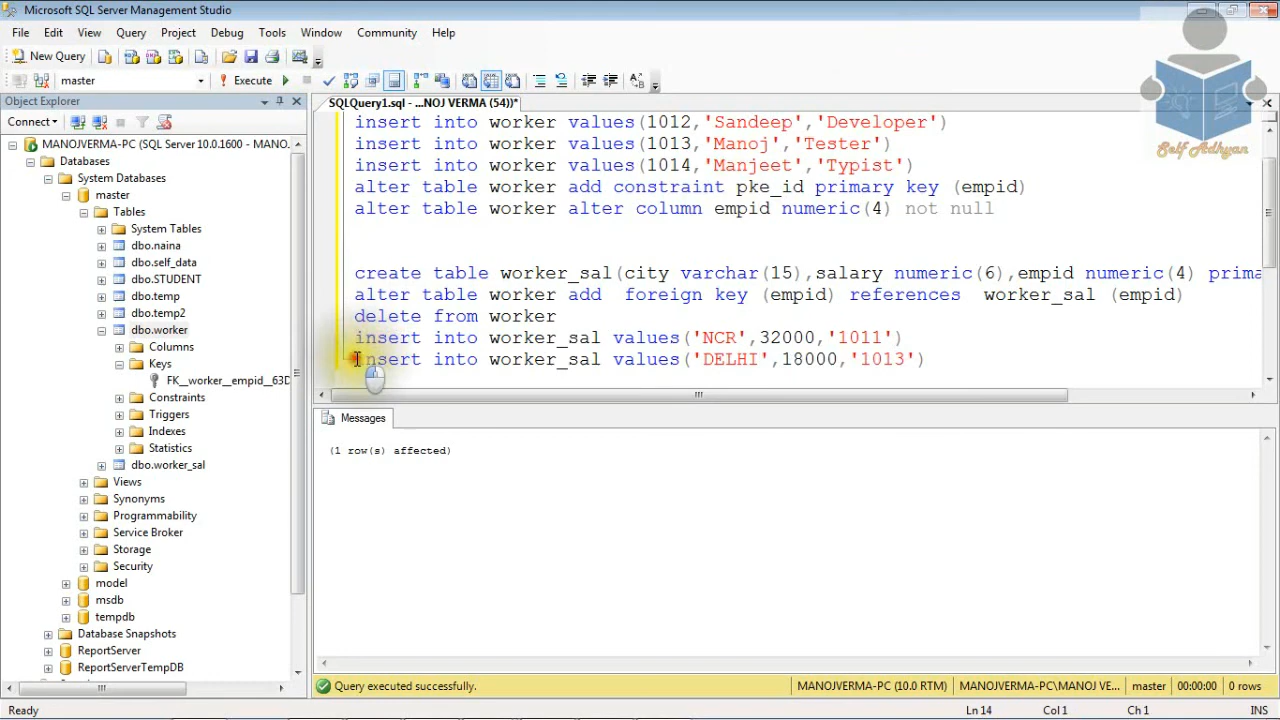 Microsoft SQL Server Management Studio
File Edit View Query Project Debug Tools Window Community Help
New Query
master
Execute
Object Explorer
SQLQuery1.sql - ...NOJ VERMA (54))*
Connect
MANOJVERMA-PC (SQL Server 10.0.1600 - MANO.
Databases
System Databases
master
Tables
System Tables
dbo.naina
dbo.self_data
dbo.STUDENT
dbo.temp
dbo.temp2
dbo.worker
Columns
Keys
FK__worker__empid__63D
Constraints
Triggers
Indexes
Statistics
dbo.worker_sal
Views
Synonyms
Programmability
Service Broker
Storage
Security
model
msdb
tempdb
Database Snapshots
ReportServer
ReportServerTempDB
insert into worker values(1012,'Sandeep','Developer')
insert into worker values(1013,'Manoj','Tester')
insert into worker values(1014,'Manjeet','Typist')
alter table worker add constraint pke_id primary key (empid)
alter table worker alter column empid numeric(4) not null
create table worker_sal(city varchar(15),salary numeric(6),empid numeric(4) prima
alter table worker add foreign key (empid) references worker_sal (empid)
delete from worker
insert into worker_sal values('NCR',32000,'1011')
insert into worker_sal values('DELHI',18000,'1013')
Messages
(1 row(s) affected)
Query executed successfully.
MANOJVERMA-PC (10.0 RTM)
MANOJVERMA-PC\MANOJ VE...
master
00:00:00
0 rows
Ready
Ln 14
Col 1
Ch 1
INS
Self Adhyan